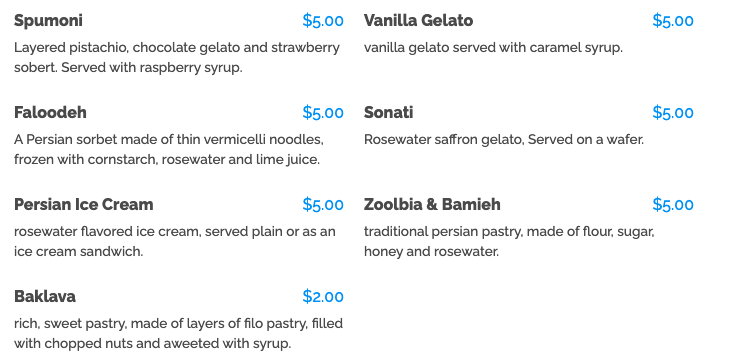 Spumoni $5.00
Layered pistachio, chocolate gelato and strawberry
sobert. Served with raspberry syrup.
Vanilla Gelato $5.00
vanilla gelato served with caramel syrup.
Faloodeh $5.00
A Persian sorbet made of thin vermicelli noodles,
frozen with cornstarch, rosewater and lime juice.
Sonati $5.00
Rosewater saffron gelato, Served on a wafer.
Persian Ice Cream $5.00
rosewater flavored ice cream, served plain or as an
ice cream sandwich.
Zoolbia & Bamieh $5.00
traditional persian pastry, made of flour, sugar,
honey and rosewater.
Baklava $2.00
rich, sweet pastry, made of layers of filo pastry, filled
with chopped nuts and aweeted with syrup.